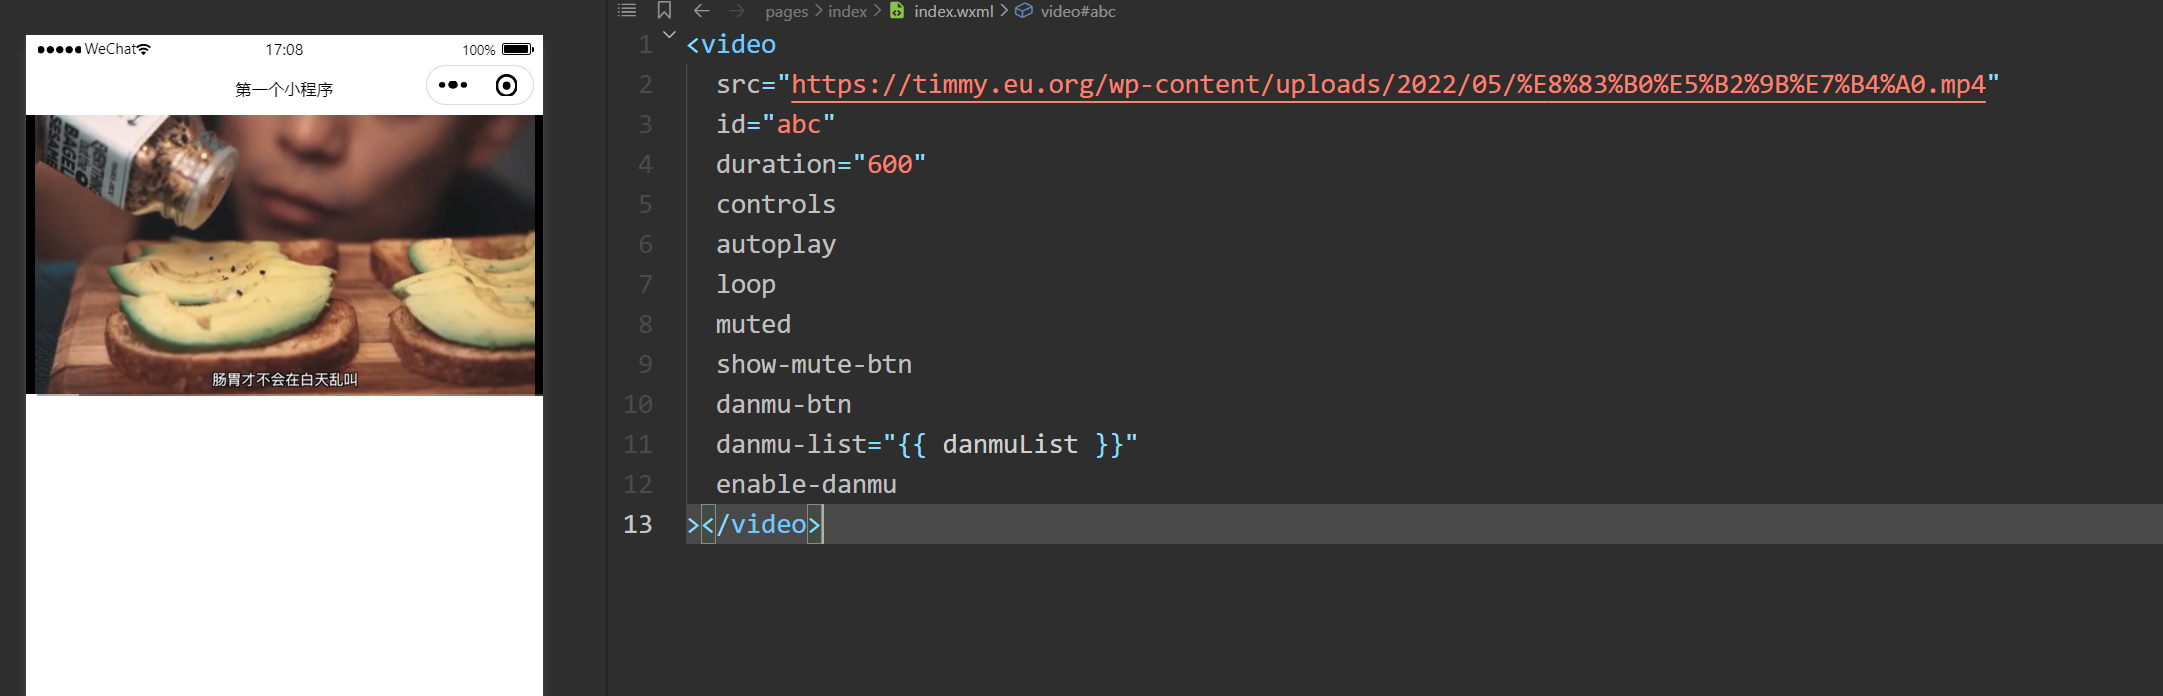 WeChat
17:08
100%
第一个小程序
BAGEL
肠胃才不会在白天乱叫
pages > index > index.wxml > video#abc
1 <video
2 src="https://timmy.eu.org/wp-content/uploads/2022/05/%E8%83%B0%E5%B2%9B%E7%B4%A0.mp4"
3 id="abc"
4 duration="600"
5 controls
6 autoplay
7 loop
8 muted
9 show-mute-btn
10 danmu-btn
11 danmu-list="{{ danmuList }}"
12 enable-danmu
13 ></video>